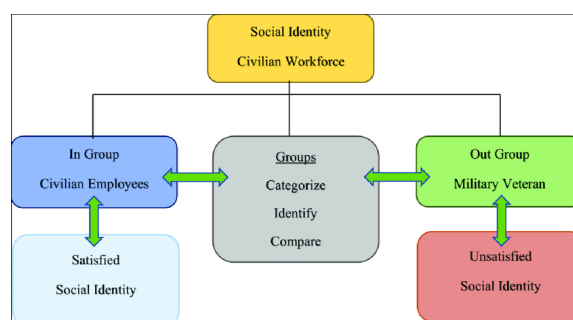 Social Identity
Civilian Workforce
In Group
Civilian Employees
Groups
Categorize
Identify
Compare
Out Group
Military Veteran
Satisfied
Social Identity
Unsatisfied
Social Identity